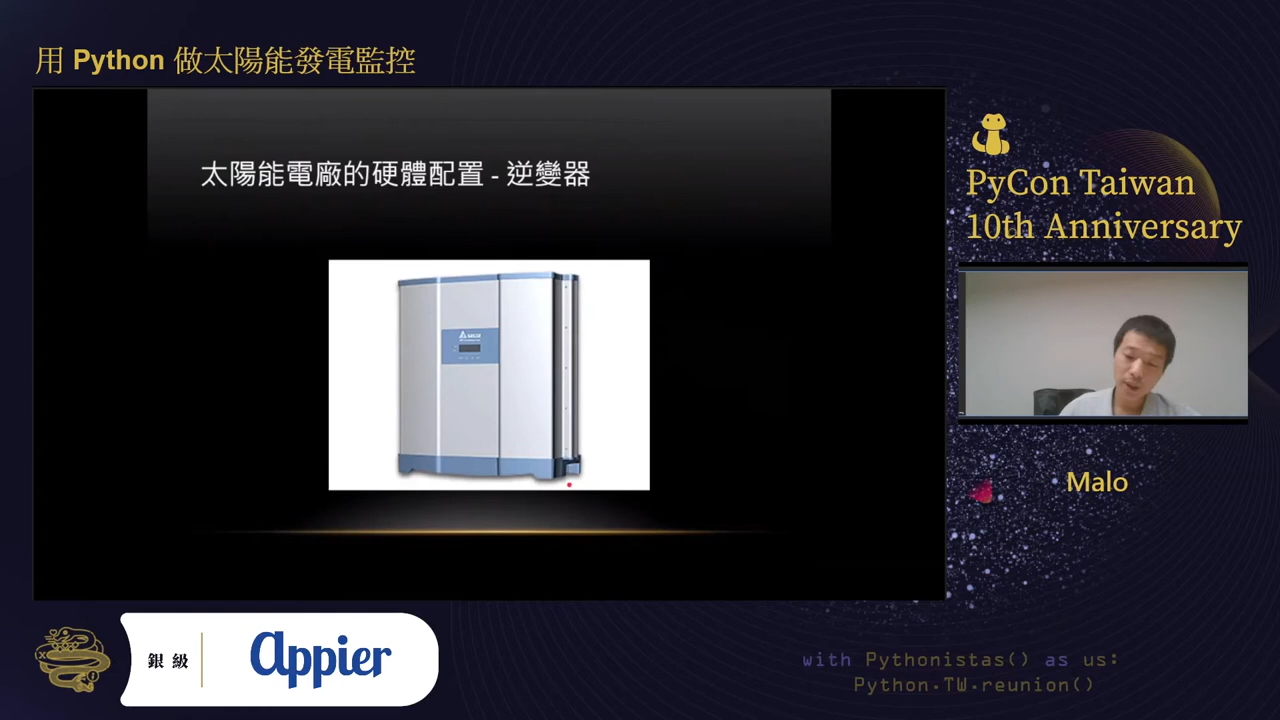 用 Python 做太陽能發電監控
太陽能電廠的硬體配置 - 逆變器
PyCon Taiwan
10th Anniversary
Malo
銀級
Appier
with Pythonistas() as us:
Python.TW.reunion()